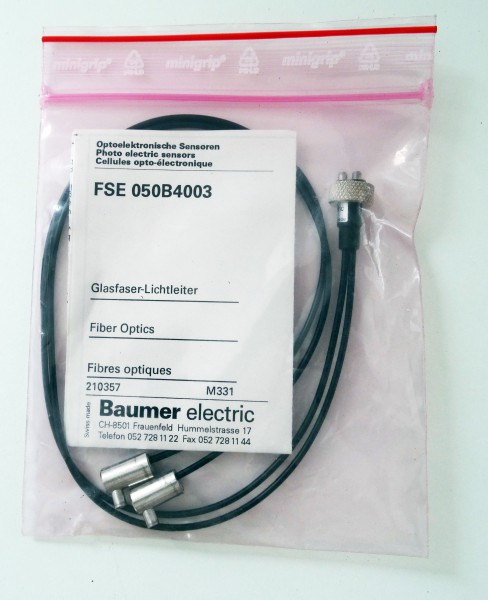 minigrip® minigrip® minigrip
Optoelektronische Sensoren
Photo electric sensors
Cellules opto-électronique
FSE 050B4003
Glasfaser-Lichtleiter
Fiber Optics
Fibres optiques
210357 M331
Swiss made
Baumer electric
CH-8501 Frauenfeld Hummelstrasse 17
Telefon 052 728 11 22 Fax 052 728 11 44